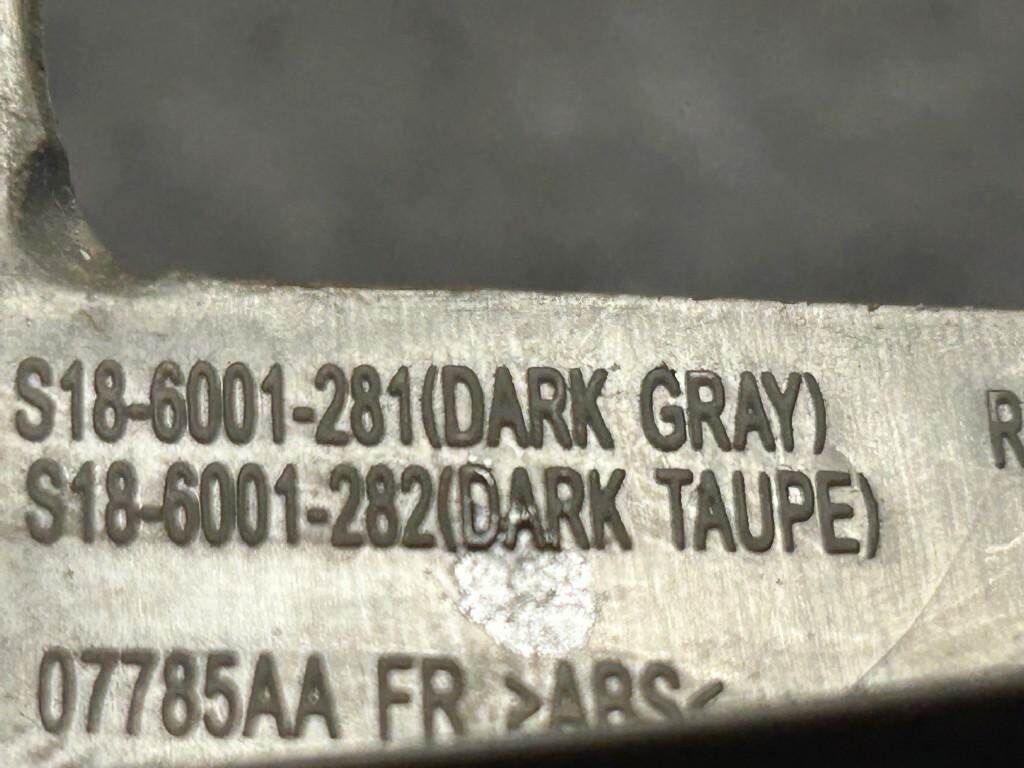 S18-6001-281(DARK GRAY) R
S18-6001-282(DARK TAUPE)
07785AA FR >ABS<